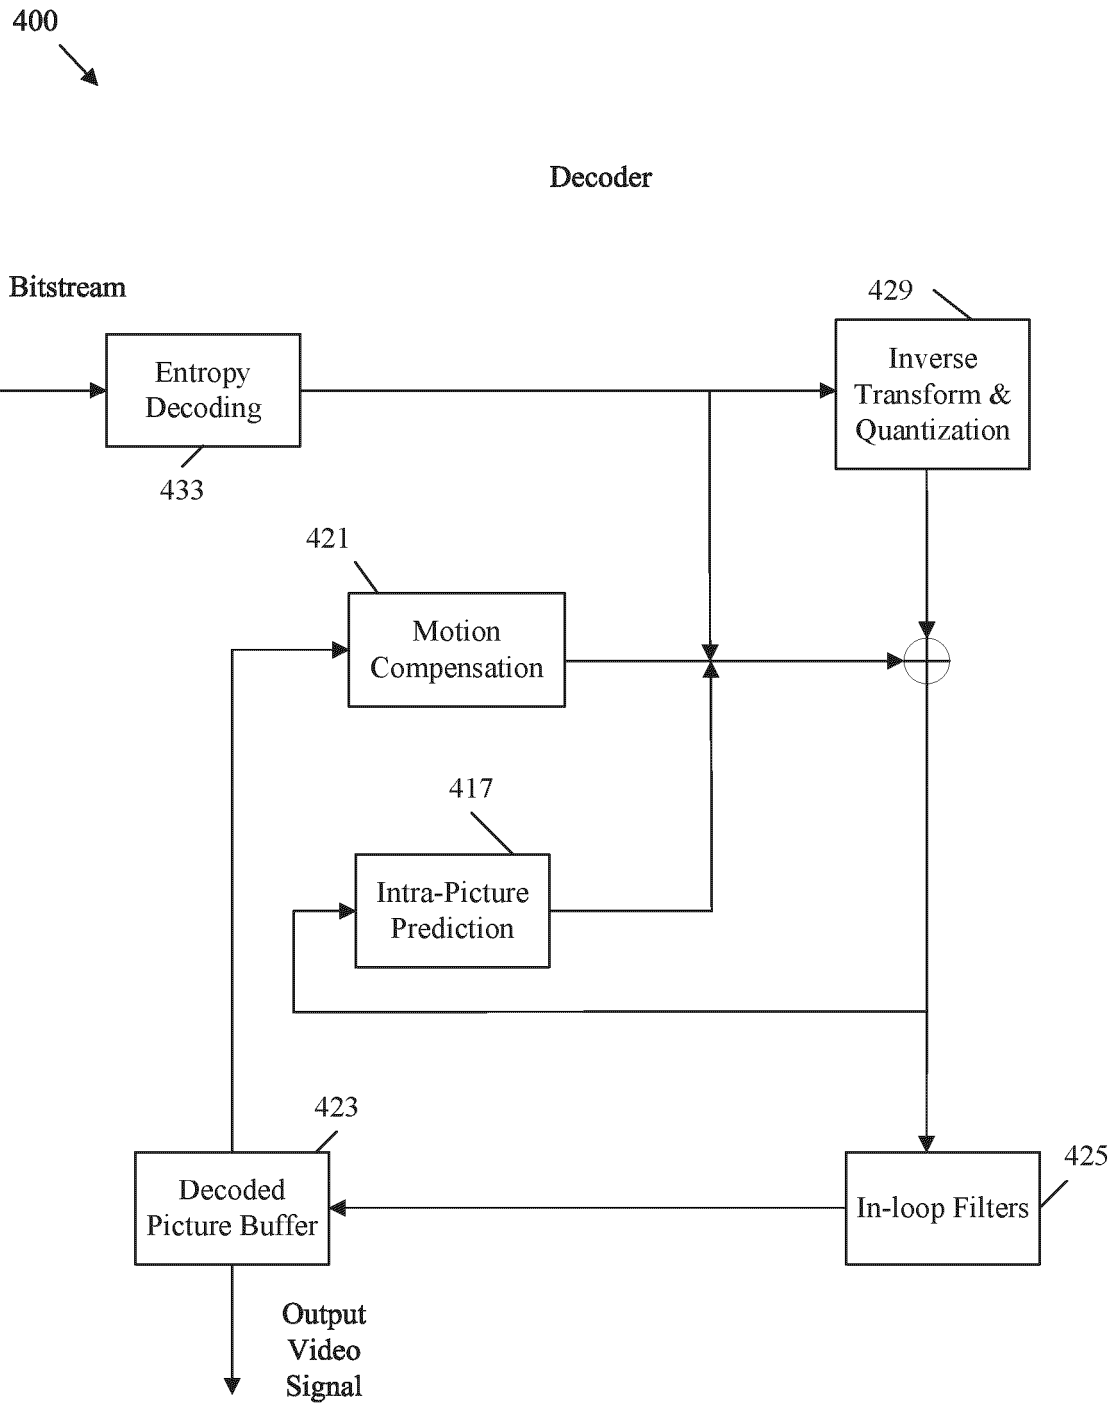 400
Decoder
Bitstream
429
Entropy
Decoding
Inverse
Transform &
Quantization
433
421
Motion
Compensation
417
Intra-Picture
Prediction
423
Decoded
Picture Buffer
425
In-loop Filters
Output
Video
Signal